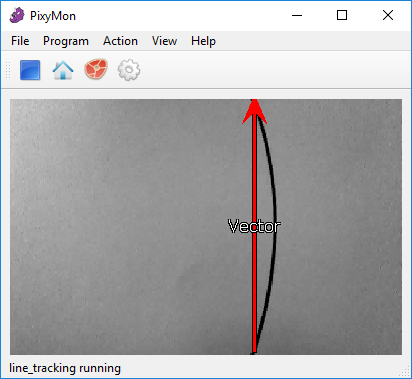 PixyMon
File Program Action View Help
Vector
line_tracking running